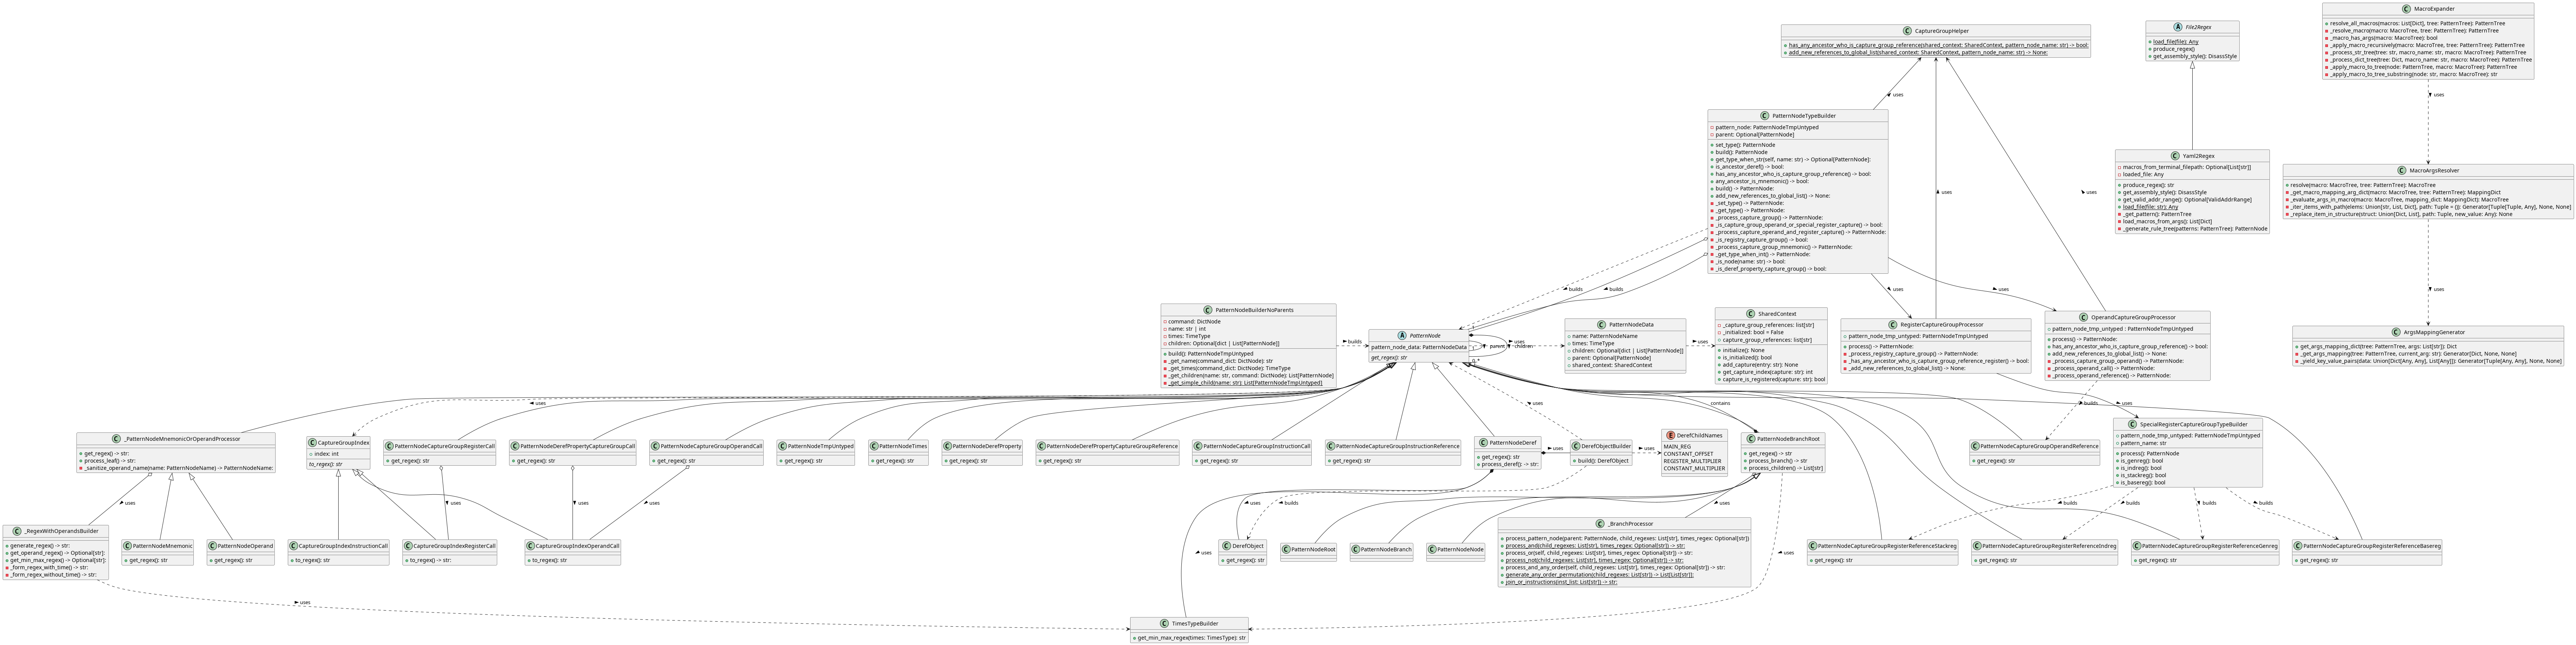 CaptureGroupHelper
has_any_ancestor_who_is_capture_group_reference(shared_context: SharedContext, pattern_node_name: str) -> bool:
add_new_references_to_global_list(shared_context: SharedContext, pattern_node_name: str) -> None:
File2Regex
load_file(file): Any
produce_regex()
get_assembly_style(): DisassStyle
MacroExpander
resolve_all_macros(macros: List[Dict], tree: PatternTree): PatternTree
_resolve_macro(macro: MacroTree, tree: PatternTree): PatternTree
_macro_has_args(macro: MacroTree): bool
_apply_macro_recursively(macro: MacroTree, tree: PatternTree): PatternTree
_process_str_tree(tree: str, macro_name: str, macro: MacroTree): PatternTree
_process_dict_tree(tree: Dict, macro_name: str, macro: MacroTree): PatternTree
_apply_macro_to_tree(node: PatternTree, macro: MacroTree): PatternTree
_apply_macro_to_tree_substring(node: str, macro: MacroTree): str
uses
uses
uses
uses
PatternNodeTypeBuilder
pattern_node: PatternNodeTmpUntyped
parent: Optional[PatternNode]
set_type(): PatternNode
build(): PatternNode
get_type_when_str(self, name: str) -> Optional[PatternNode]:
is_ancestor_deref() -> bool:
has_any_ancestor_who_is_capture_group_reference() -> bool:
any_ancestor_is_mnemonic() -> bool:
build() -> PatternNode:
add_new_references_to_global_list() -> None:
_set_type() -> PatternNode:
_get_type() -> PatternNode:
_process_capture_group() -> PatternNode:
_is_capture_group_operand_or_special_register_capture() -> bool:
_process_capture_operand_and_register_capture() -> PatternNode:
_is_registry_capture_group() -> bool:
_process_capture_group_mnemonic() -> PatternNode:
_get_type_when_int() -> PatternNode:
_is_node(name: str) -> bool:
_is_deref_property_capture_group() -> bool:
Yaml2Regex
macros_from_terminal_filepath: Optional[List[str]]
loaded_file: Any
produce_regex(): str
get_assembly_style(): DisassStyle
get_valid_addr_range(): Optional[ValidAddrRange]
load_file(file: str): Any
_get_pattern(): PatternTree
load_macros_from_args(): List[Dict]
_generate_rule_tree(patterns: PatternTree): PatternNode
MacroArgsResolver
resolve(macro: MacroTree, tree: PatternTree): MacroTree
_get_macro_mapping_arg_dict(macro: MacroTree, tree: PatternTree): MappingDict
_evaluate_args_in_macro(macro: MacroTree, mapping_dict: MappingDict): MacroTree
_iter_items_with_path(elems: Union[str, List, Dict], path: Tuple = ()): Generator[Tuple[Tuple, Any], None, None]
_replace_item_in_structure(struct: Union[Dict, List], path: Tuple, new_value: Any): None
builds
builds
uses
uses
uses
PatternNodeBuilderNoParents
command: DictNode
name: str | int
times: TimeType
children: Optional[dict | List[PatternNode]]
build(): PatternNodeTmpUntyped
_get_name(command_dict: DictNode): str
_get_times(command_dict: DictNode): TimeType
_get_children(name: str, command: DictNode): List[PatternNode]
_get_simple_child(name: str): List[PatternNodeTmpUntyped]
builds
PatternNode
pattern_node_data: PatternNodeData
get_regex(): str
1
parent
children
0..*
uses
PatternNodeData
name: PatternNodeName
times: TimeType
children: Optional[dict | List[PatternNode]]
parent: Optional[PatternNode]
shared_context: SharedContext
uses
SharedContext
_capture_group_references: list[str]
_initialized: bool = False
capture_group_references: list[str]
initialize(): None
is_initialized(): bool
add_capture(entry: str): None
get_capture_index(capture: str): int
capture_is_registered(capture: str): bool
RegisterCaptureGroupProcessor
pattern_node_tmp_untyped: PatternNodeTmpUntyped
process() -> PatternNode:
_process_registry_capture_group() -> PatternNode:
_has_any_ancestor_who_is_capture_group_reference_register() -> bool:
_add_new_references_to_global_list() -> None:
OperandCaptureGroupProcessor
pattern_node_tmp_untyped : PatternNodeTmpUntyped
process() -> PatternNode:
has_any_ancestor_who_is_capture_group_reference() -> bool:
add_new_references_to_global_list() -> None:
_process_capture_group_operand() -> PatternNode:
_process_operand_call() -> PatternNode:
_process_operand_reference() -> PatternNode:
ArgsMappingGenerator
get_args_mapping_dict(tree: PatternTree, args: List[str]): Dict
_get_args_mapping(tree: PatternTree, current_arg: str): Generator[Dict, None, None]
_yield_key_value_pairs(data: Union[Dict[Any, Any], List[Any]]): Generator[Tuple[Any, Any], None, None]
uses
uses
contains
builds
uses
_PatternNodeMnemonicOrOperandProcessor
get_regex() -> str:
process_leaf() -> str:
_sanitize_operand_name(name: PatternNodeName) -> PatternNodeName:
CaptureGroupIndex
index: int
to_regex(): str
PatternNodeCaptureGroupRegisterCall
get_regex(): str
PatternNodeDerefPropertyCaptureGroupCall
get_regex(): str
PatternNodeCaptureGroupOperandCall
get_regex(): str
PatternNodeTmpUntyped
get_regex(): str
PatternNodeTimes
get_regex(): str
PatternNodeDerefProperty
get_regex(): str
PatternNodeDerefPropertyCaptureGroupReference
get_regex(): str
PatternNodeCaptureGroupInstructionCall
get_regex(): str
PatternNodeCaptureGroupInstructionReference
get_regex(): str
PatternNodeDeref
get_regex(): str
process_deref(): -> str:
uses
DerefObjectBuilder
build(): DerefObject
uses
DerefChildNames
MAIN_REG
CONSTANT_OFFSET
REGISTER_MULTIPLIER
CONSTANT_MULTIPLIER
PatternNodeBranchRoot
get_regex() -> str
process_branch() -> str
process_children() -> List[str]
PatternNodeCaptureGroupOperandReference
get_regex(): str
SpecialRegisterCaptureGroupTypeBuilder
pattern_node_tmp_untyped: PatternNodeTmpUntyped
pattern_name: str
process(): PatternNode
is_genreg(): bool
is_indreg(): bool
is_stackreg(): bool
is_basereg(): bool
uses
uses
uses
uses
builds
uses
builds
builds
builds
builds
_RegexWithOperandsBuilder
generate_regex() -> str:
get_operand_regex() -> Optional[str]:
get_min_max_regex() -> Optional[str]:
_form_regex_with_time() -> str:
_form_regex_without_time() -> str:
PatternNodeMnemonic
get_regex(): str
PatternNodeOperand
get_regex(): str
CaptureGroupIndexInstructionCall
to_regex(): str
CaptureGroupIndexRegisterCall
to_regex() -> str:
CaptureGroupIndexOperandCall
to_regex(): str
uses
DerefObject
get_regex(): str
PatternNodeRoot
PatternNodeBranch
PatternNodeNode
_BranchProcessor
process_pattern_node(parent: PatternNode, child_regexes: List[str], times_regex: Optional[str])
process_and(child_regexes: List[str], times_regex: Optional[str]) -> str:
process_or(self, child_regexes: List[str], times_regex: Optional[str]) -> str:
process_not(child_regexes: List[str], times_regex: Optional[str]) -> str:
process_and_any_order(self, child_regexes: List[str], times_regex: Optional[str]) -> str:
generate_any_order_permutation(child_regexes: List[str]) -> List[List[str]]:
join_or_instructions(inst_list: List[str]) -> str:
uses
PatternNodeCaptureGroupRegisterReferenceStackreg
get_regex(): str
PatternNodeCaptureGroupRegisterReferenceIndreg
get_regex(): str
PatternNodeCaptureGroupRegisterReferenceGenreg
get_regex(): str
PatternNodeCaptureGroupRegisterReferenceBasereg
get_regex(): str
uses
TimesTypeBuilder
get_min_max_regex(times: TimesType): str